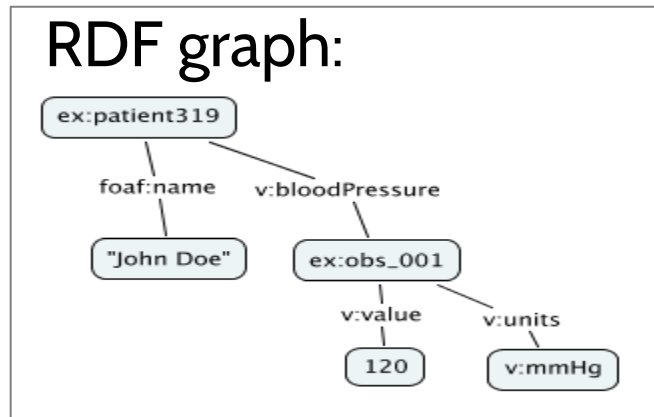 RDF graph:
ex:patient319
foaf:name
v:bloodPressure
"John Doe"
ex:obs_001
v:value
v:units
120
v:mmHg